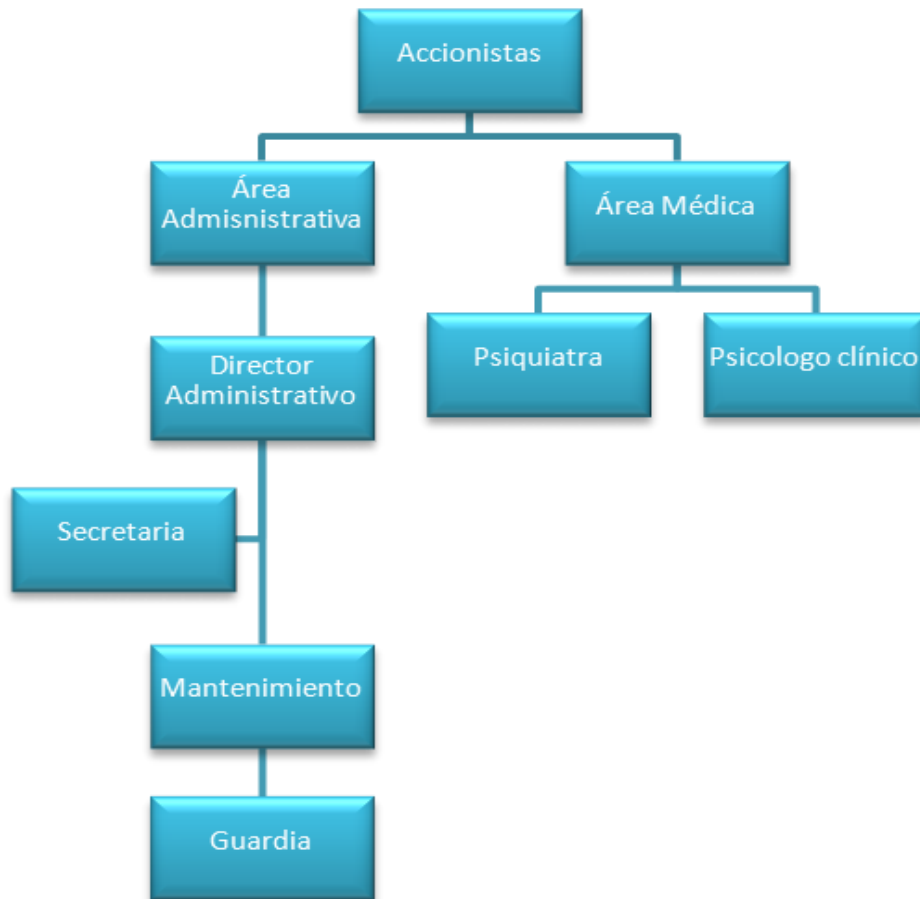 Accionistas
Área
Admisnistrativa
Área Médica
Director
Administrativo
Psiquiatra
Psicologo clínico
Secretaria
Mantenimiento
Guardia